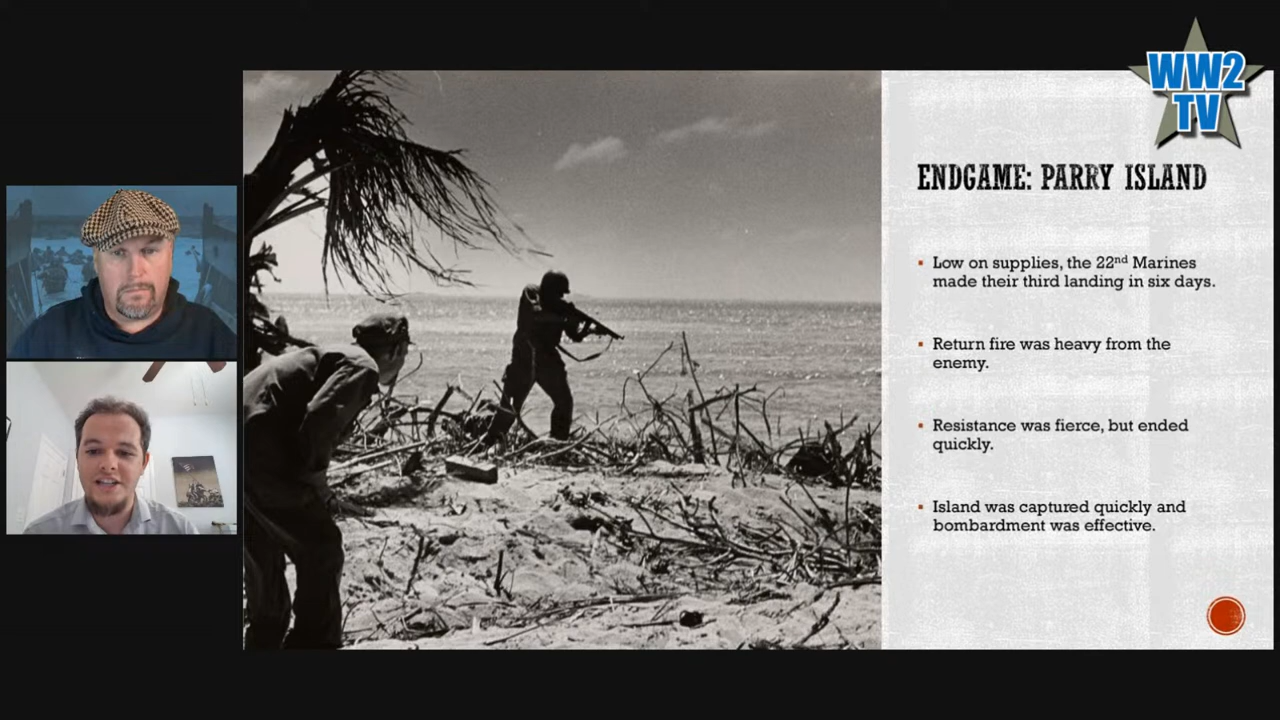 WW2
TV
ENDGAME: PARRY ISLAND
▪ Low on supplies, the 22nd Marines
made their third landing in six days.
▪ Return fire was heavy from the
enemy.
▪ Resistance was fierce, but ended
quickly.
▪ Island was captured quickly and
bombardment was effective.